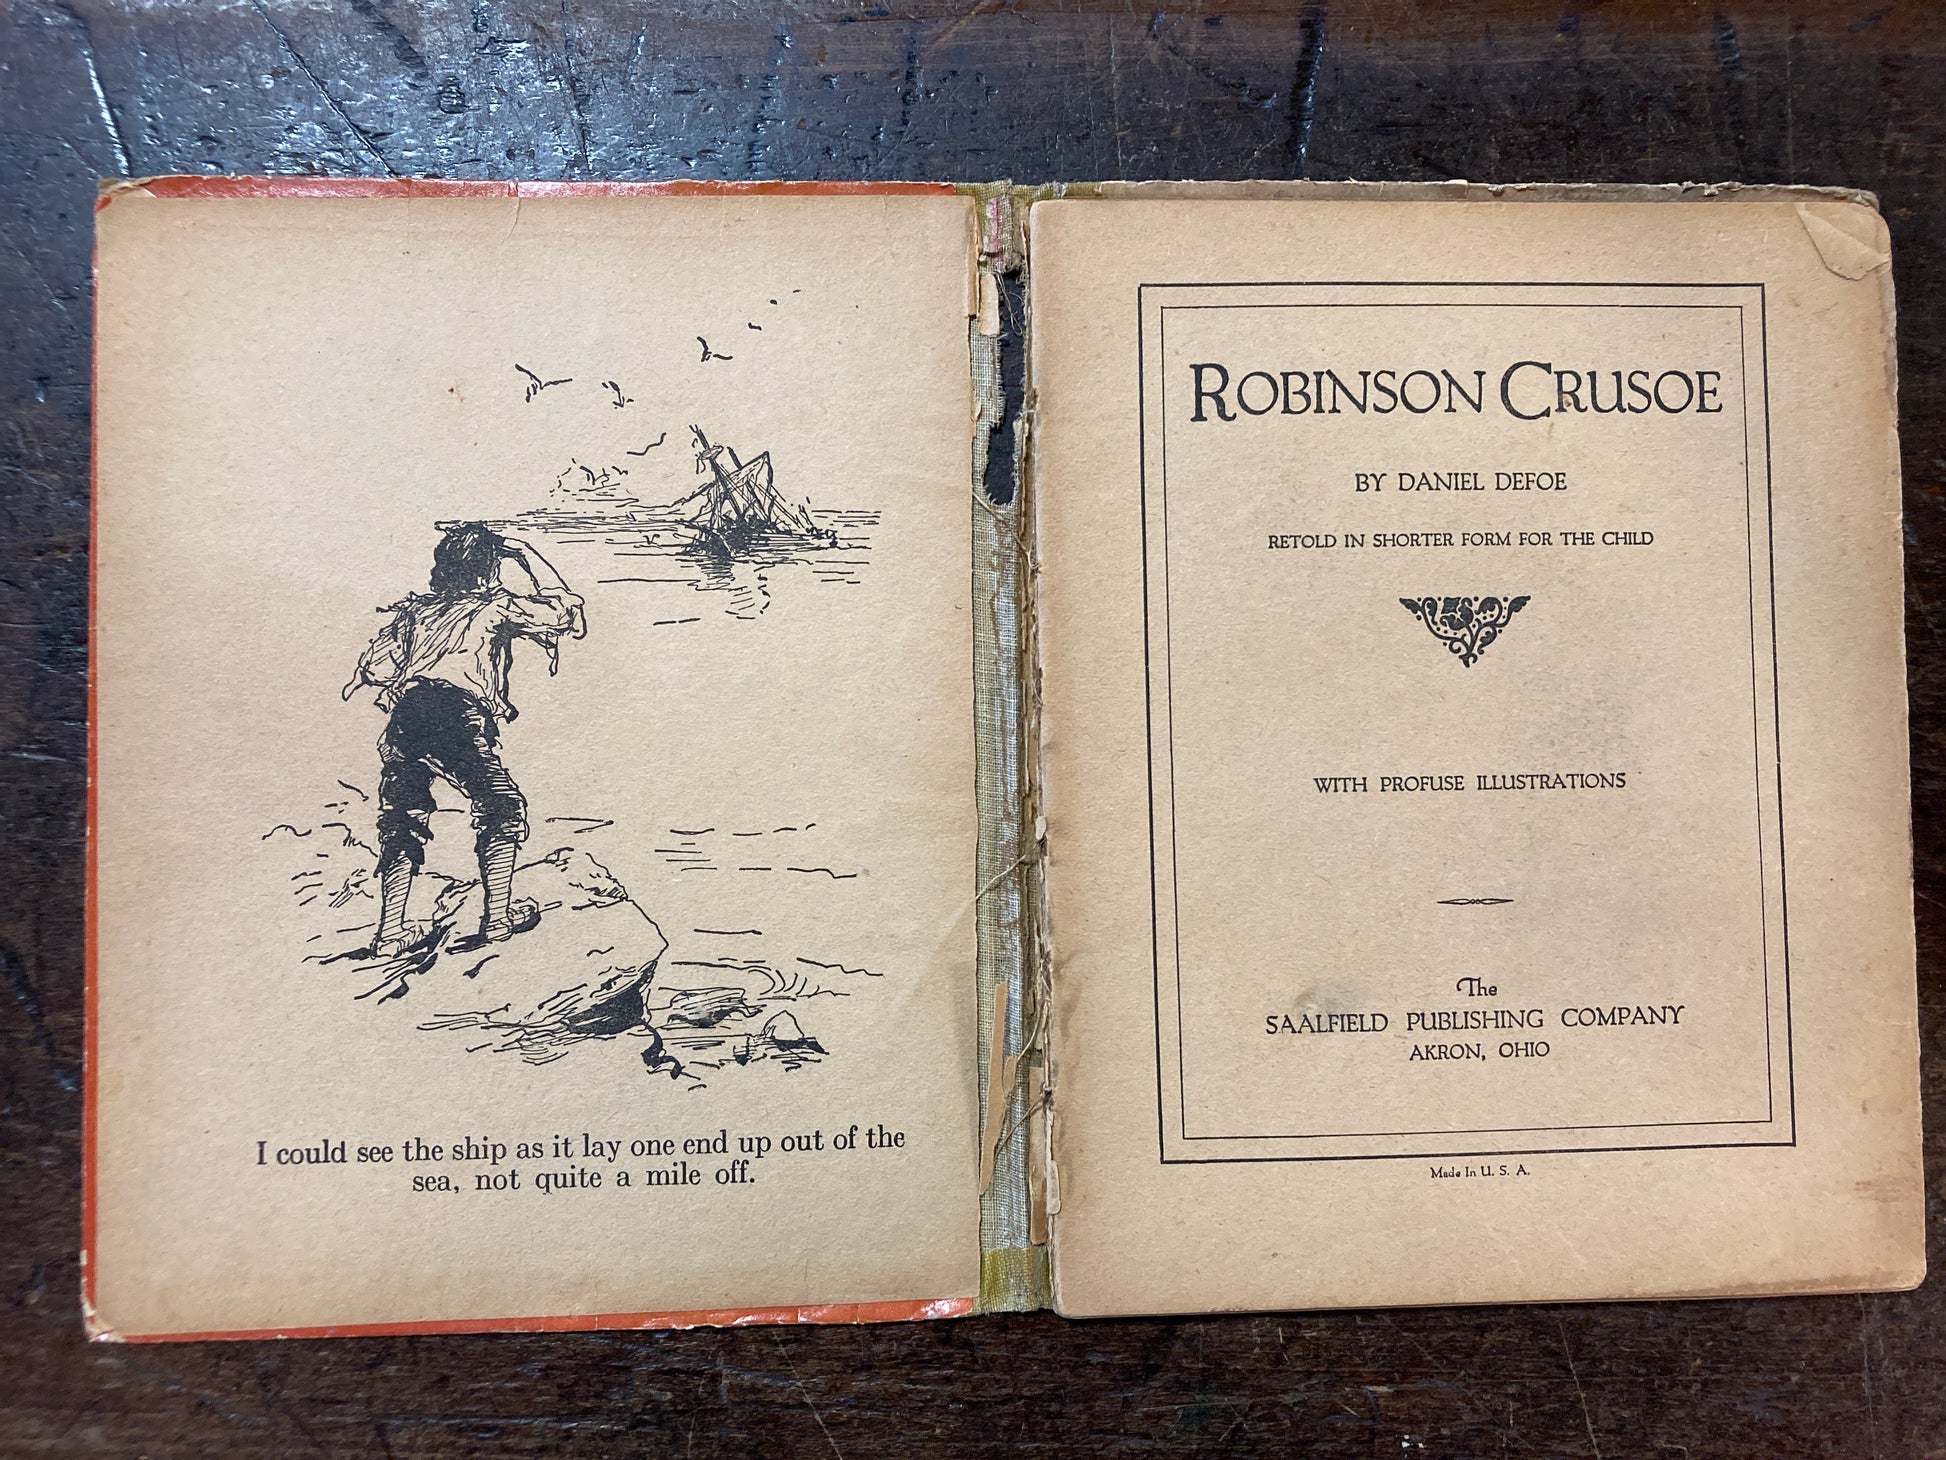 I could see the ship as it lay one end up out of the
sea, not quite a mile off.
ROBINSON CRUSOE
BY DANIEL DEFOE
RETOLD IN SHORTER FORM FOR THE CHILD
WITH PROFUSE ILLUSTRATIONS
The
SAALFIELD PUBLISHING COMPANY
AKRON, OHIO
Made In U. S. A.